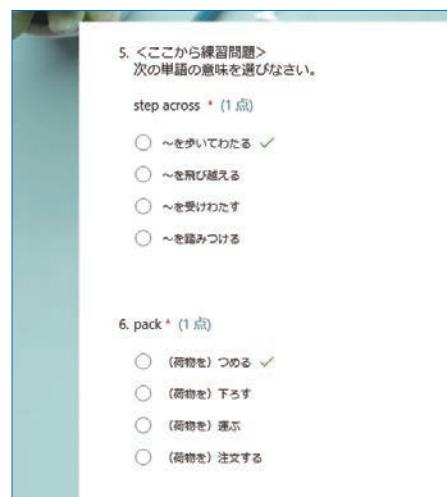 5. ＜ここから練習問題＞
次の単語の意味を選びなさい。
step across * (1 点)
～を歩いてわたる ✓
～を飛び越える
～を受けわたす
～を踏みつける
6. pack * (1 点)
（荷物を）つめる ✓
（荷物を）下ろす
（荷物を）運ぶ
（荷物を）注文する